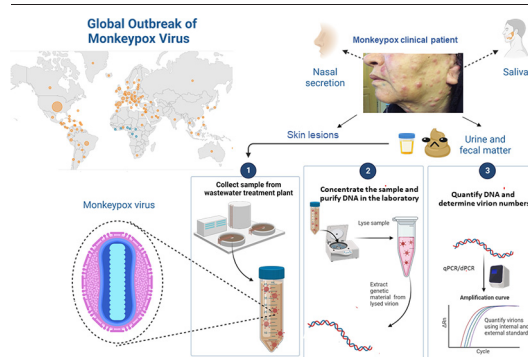 Global Outbreak of
Monkeypox Virus
Monkeypox clinical patient
Nasal
secretion
Saliva
Skin lesions
Urine and
fecal matter
1
Collect sample from
wastewater treatment plant
2
Concentrate the sample and
purify DNA in the laboratory
Lyse sample
Extract
genetic
material from
lysed virion
3
Quantify DNA and
determine virion numbers
qPCR/dPCR
Amplification curve
Quantify virions
using internal and
external standard
ΔRn
Cycle
Monkeypox virus